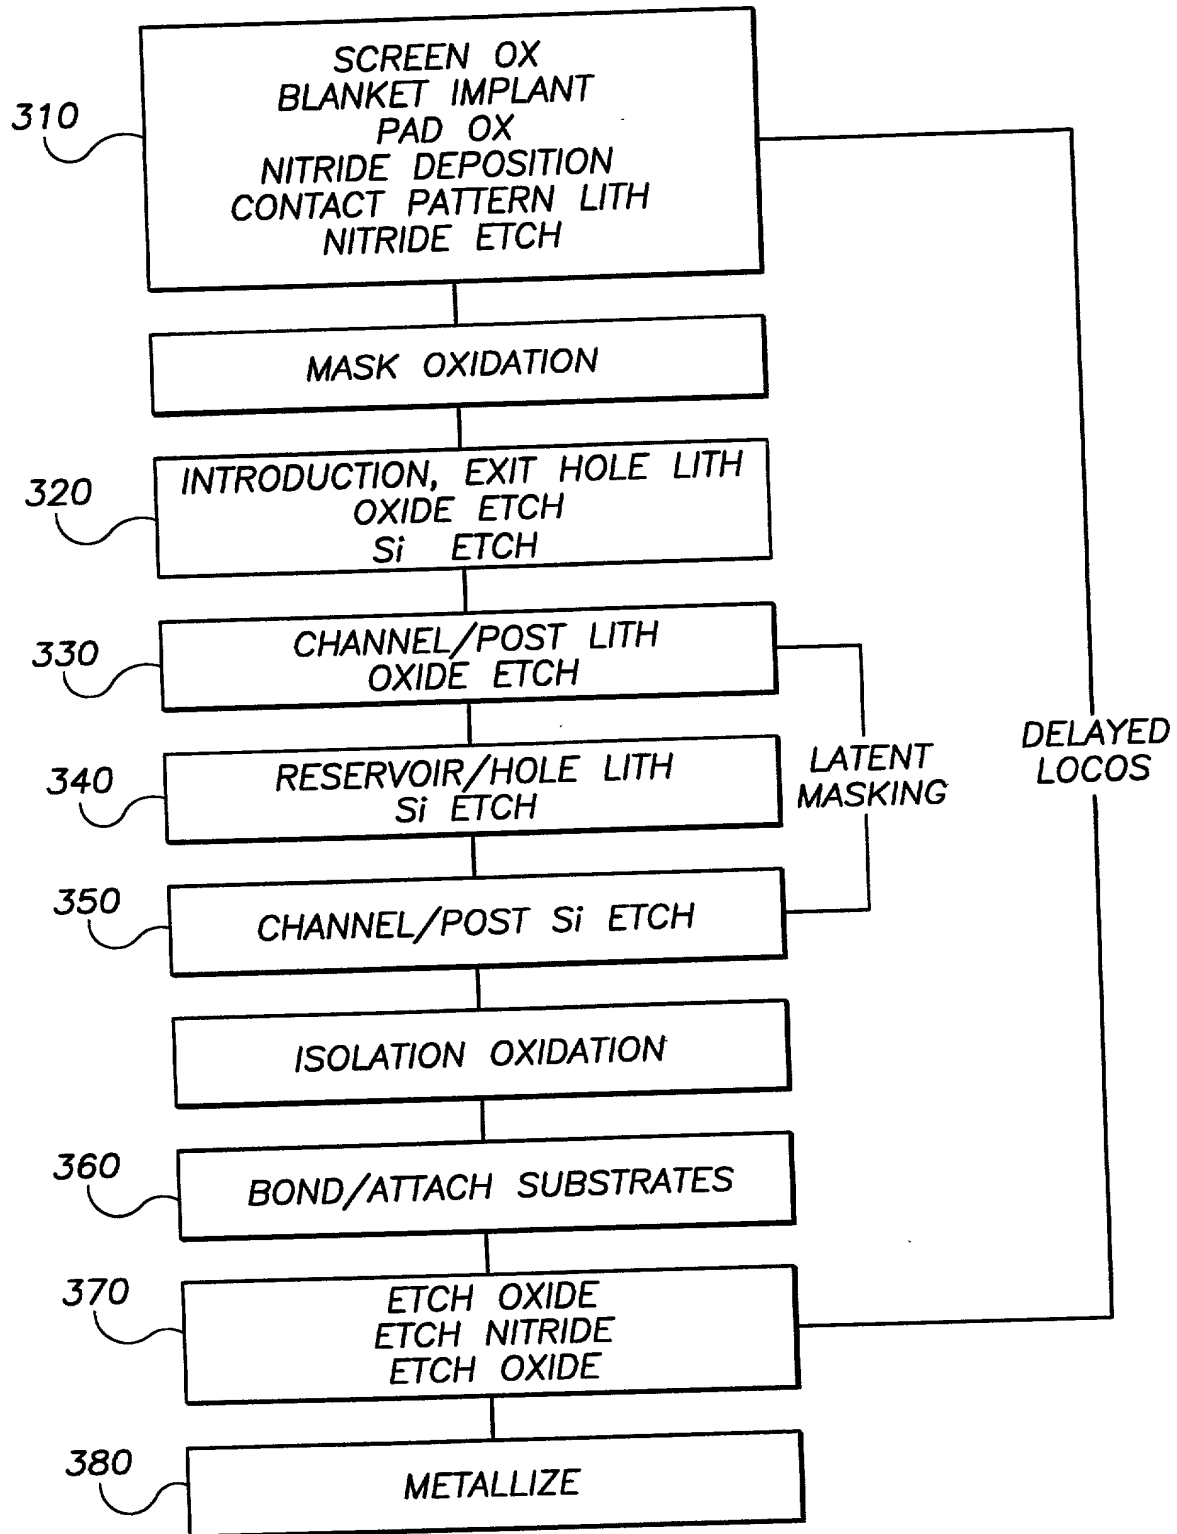 310
SCREEN OX
BLANKET IMPLANT
PAD OX
NITRIDE DEPOSITION
CONTACT PATTERN LITH
NITRIDE ETCH
MASK OXIDATION
320
INTRODUCTION, EXIT HOLE LITH
OXIDE ETCH
Si ETCH
330
CHANNEL/POST LITH
OXIDE ETCH
340
RESERVOIR/HOLE LITH
Si ETCH
LATENT
MASKING
DELAYED
LOCOS
350
CHANNEL/POST Si ETCH
ISOLATION OXIDATION
360
BOND/ATTACH SUBSTRATES
370
ETCH OXIDE
ETCH NITRIDE
ETCH OXIDE
380
METALLIZE